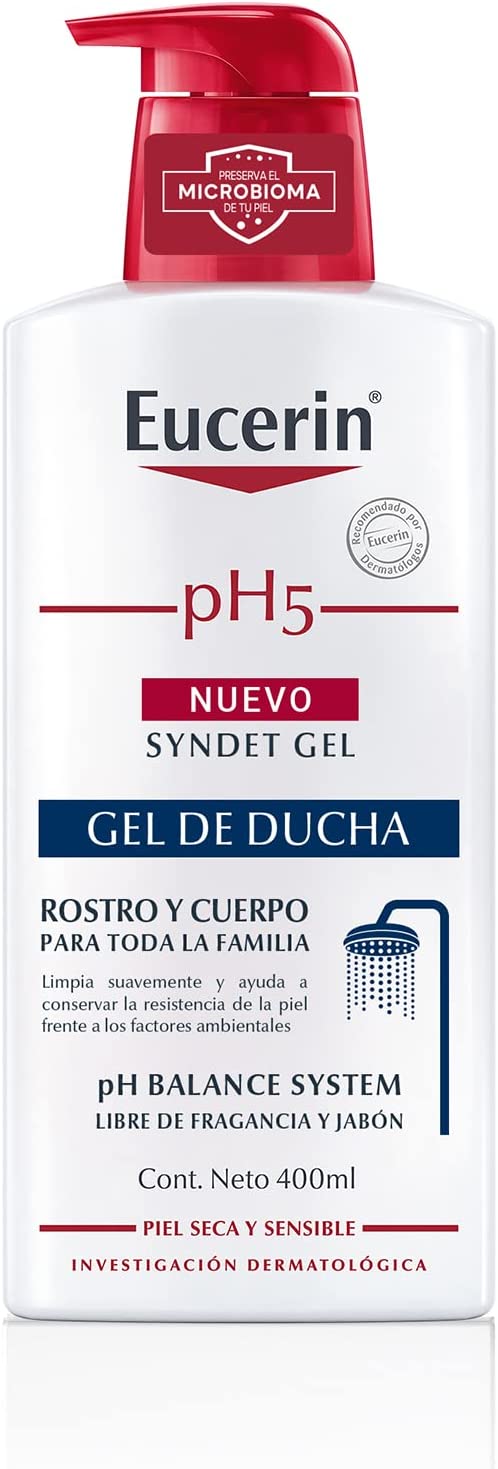 PRESERVA EL
MICROBIOMA
DE TU PIEL
Eucerin®
Recomendado por
Eucerin
Dermatólogos
pH5
NUEVO
SYNDET GEL
GEL DE DUCHA
ROSTRO Y CUERPO
PARA TODA LA FAMILIA
Limpia suavemente y ayuda a
conservar la resistencia de la piel
frente a los factores ambientales
pH BALANCE SYSTEM
LIBRE DE FRAGANCIA Y JABÓN
Cont. Neto 400ml
PIEL SECA Y SENSIBLE
INVESTIGACIÓN DERMATOLÓGICA